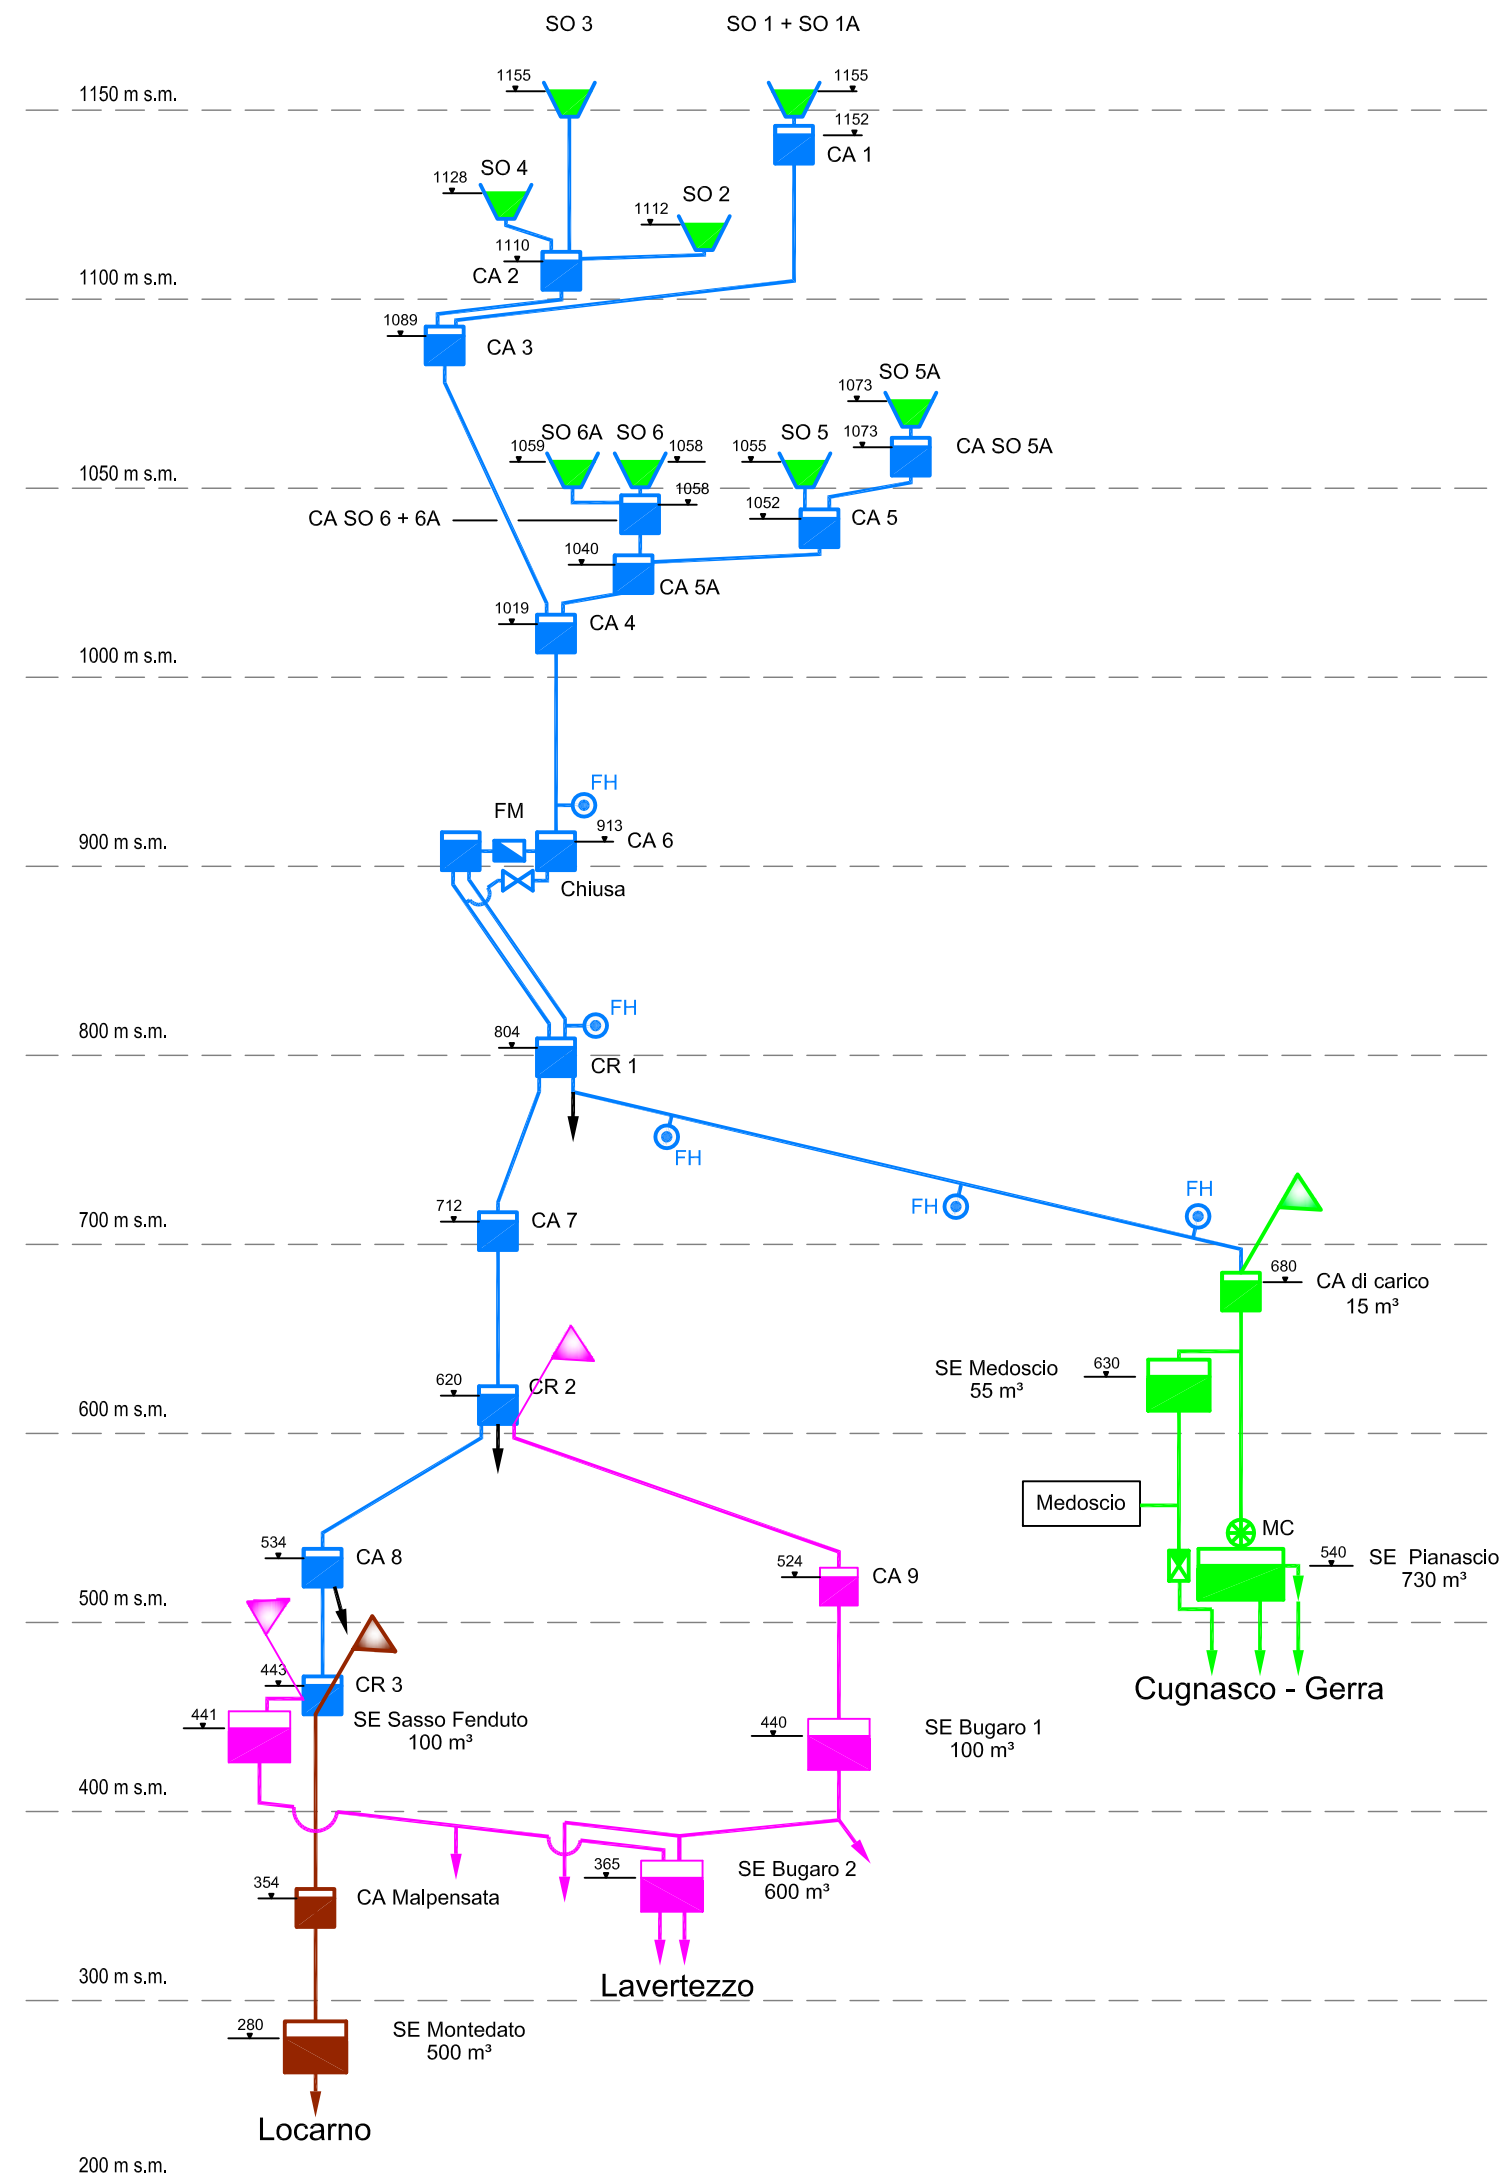 SO 3
SO 1 + SO 1A
1155
1155
1150 m s.m.
1152
CA 1
SO 4
1128
SO 2
1112
1110
CA 2
1100 m s.m.
1089
CA 3
SO 5A
1073
SO 6A
SO 6
SO 5
1073
CA SO 5A
1059
1058
1055
1050 m s.m.
1058
CA SO 6 + 6A
1052
CA 5
1040
CA 5A
1019
CA 4
1000 m s.m.
FH
FM
913
CA 6
900 m s.m.
Chiusa
FH
800 m s.m.
804
CR 1
FH
FH
FH
712
CA 7
700 m s.m.
680
CA di carico
15 m³
SE Medoscio
55 m³
630
620
CR 2
600 m s.m.
Medoscio
MC
534
CA 8
524
CA 9
540
SE Pianascio
730 m³
500 m s.m.
443
CR 3
Cugnasco - Gerra
441
SE Sasso Fenduto
100 m³
440
SE Bugaro 1
100 m³
400 m s.m.
365
SE Bugaro 2
600 m³
354
CA Malpensata
300 m s.m.
Lavertezzo
280
SE Montedato
500 m³
Locarno
200 m s.m.